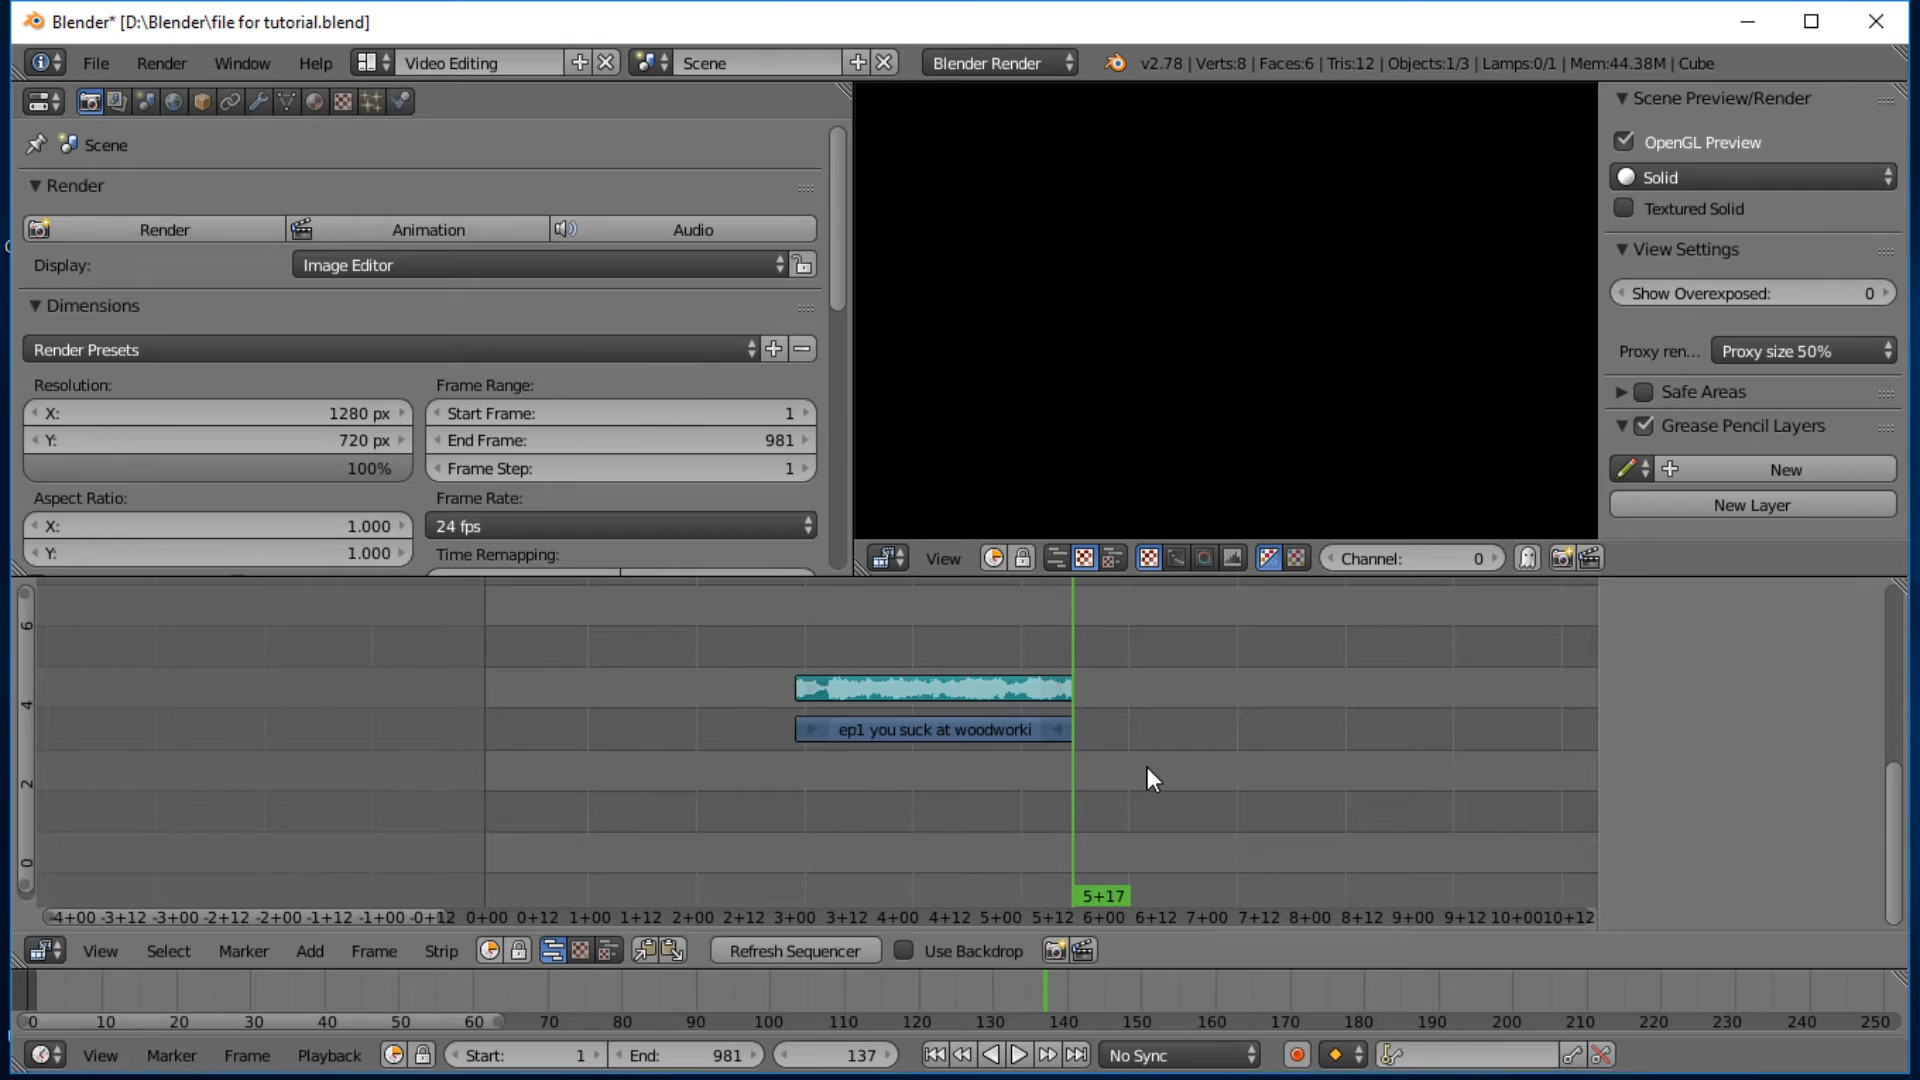 Blender* [D:\Blender\file for tutorial.blend]
File Render Window Help Video Editing Scene Blender Render v2.78 | Verts:8 | Faces:6 | Tris:12 | Objects:1/3 | Lamps:0/1 | Mem:44.38M | Cube
Scene
Render
Render Animation Audio
Display: Image Editor
Dimensions
Render Presets
Resolution: Frame Range:
X: 1280 px Start Frame: 1
Y: 720 px End Frame: 981
100% Frame Step: 1
Aspect Ratio: Frame Rate:
X: 1.000 24 fps
Y: 1.000 Time Remapping:
View Channel: 0
Scene Preview/Render
OpenGL Preview
Solid
Textured Solid
View Settings
Show Overexposed: 0
Proxy ren... Proxy size 50%
Safe Areas
Grease Pencil Layers
New
New Layer
6
4
ep1 you suck at woodworki
2
0
5+17
-4+00 -3+12 -3+00 -2+12 -2+00 -1+12 -1+00 -0+12 0+00 0+12 1+00 1+12 2+00 2+12 3+00 3+12 4+00 4+12 5+00 5+12 6+00 6+12 7+00 7+12 8+00 8+12 9+00 9+12 10+00 10+12
View Select Marker Add Frame Strip Refresh Sequencer Use Backdrop
0 10 20 30 40 50 60 70 80 90 100 110 120 130 140 150 160 170 180 190 200 210 220 230 240 250
View Marker Frame Playback Start: 1 End: 981 137 No Sync